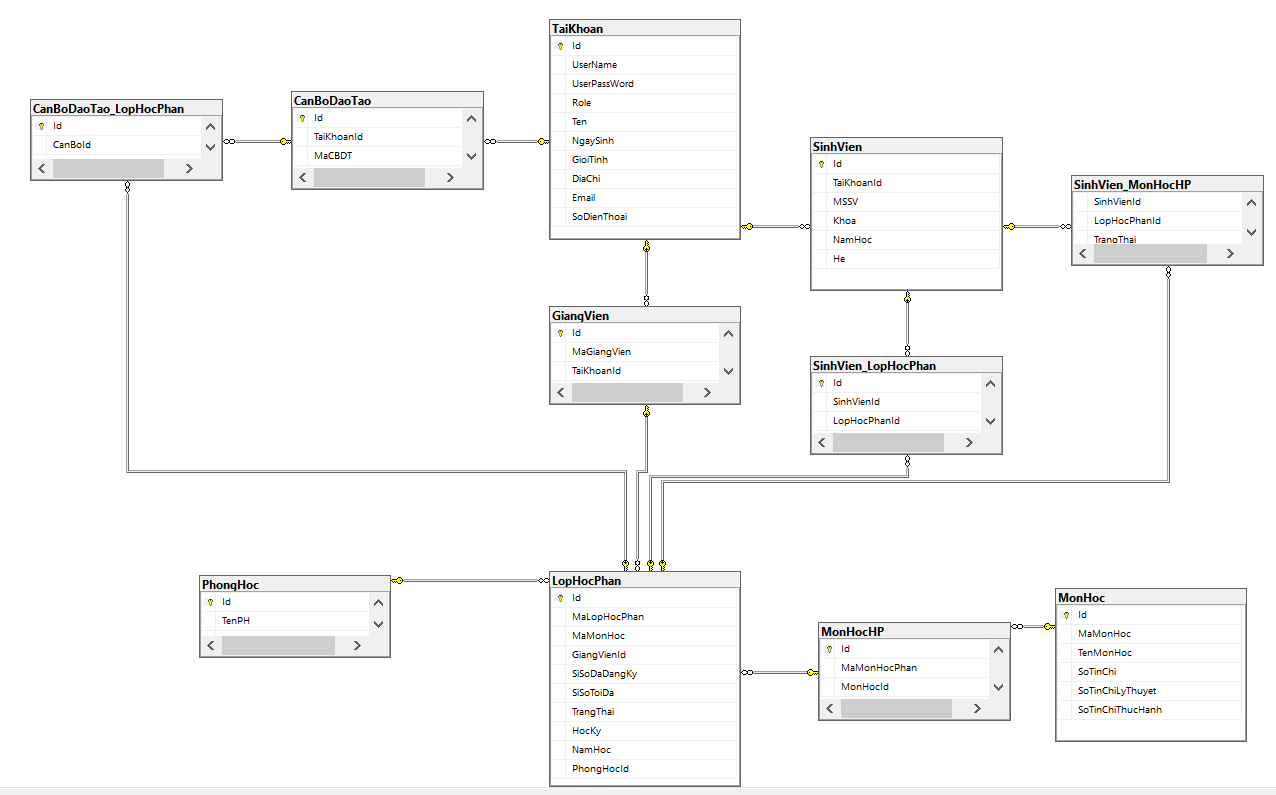 TaiKhoan
Id
UserName
UserPassWord
Role
Ten
NgaySinh
GioiTinh
DiaChi
Email
SoDienThoai
CanBoDaoTao_LopHocPhan
Id
CanBoId
CanBoDaoTao
Id
TaiKhoanId
MaCBDT
SinhVien
Id
TaiKhoanId
MSSV
Khoa
NamHoc
He
SinhVien_MonHocHP
SinhVienId
LopHocPhanId
TrangThai
GiangVien
Id
MaGiangVien
TaiKhoanId
SinhVien_LopHocPhan
Id
SinhVienId
LopHocPhanId
PhongHoc
Id
TenPH
LopHocPhan
Id
MaLopHocPhan
MaMonHoc
GiangVienId
SiSoDaDangKy
SiSoToiDa
TrangThai
HocKy
NamHoc
PhongHocId
MonHocHP
Id
MaMonHocPhan
MonHocId
MonHoc
Id
MaMonHoc
TenMonHoc
SoTinChi
SoTinChiLyThuyet
SoTinChiThucHanh